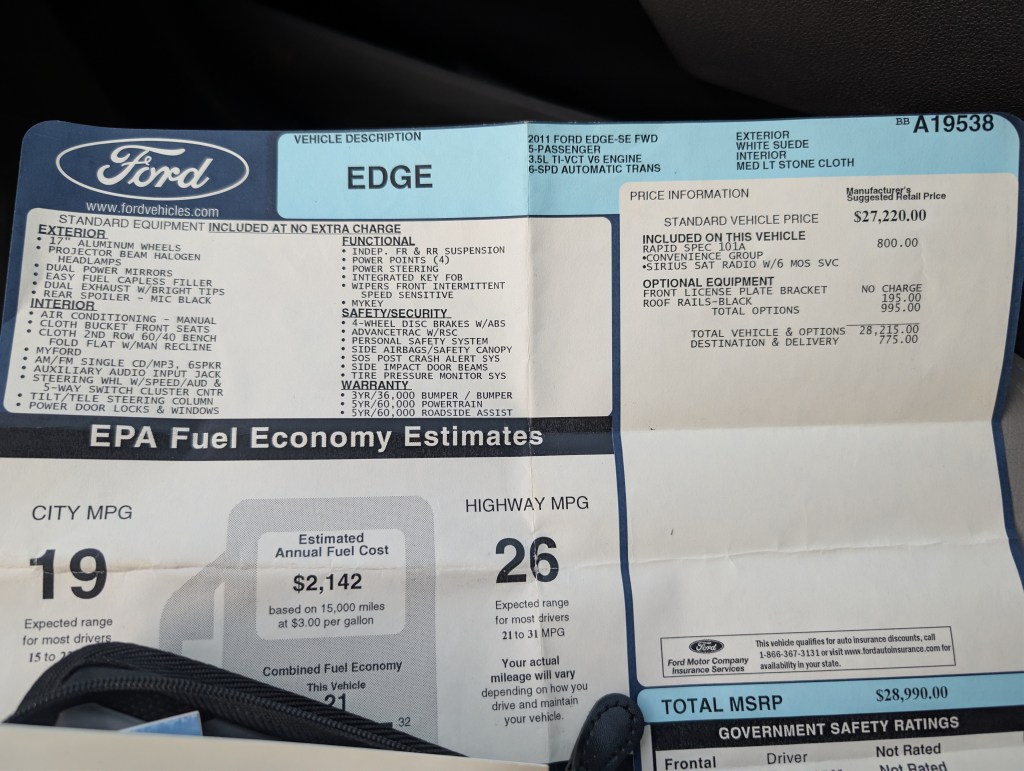 Ford
www.fordvehicles.com
VEHICLE DESCRIPTION
EDGE
2011 FORD EDGE-SE FWD
5-PASSENGER
3.5L TI-VCT V6 ENGINE
6-SPD AUTOMATIC TRANS
EXTERIOR
WHITE SUEDE
INTERIOR
MED LT STONE CLOTH
BB A19538
STANDARD EQUIPMENT INCLUDED AT NO EXTRA CHARGE
EXTERIOR
• 17" ALUMINUM WHEELS
• PROJECTOR BEAM HALOGEN
HEADLAMPS
• DUAL POWER MIRRORS
• EASY FUEL CAPLESS FILLER
• DUAL EXHAUST W/BRIGHT TIPS
• REAR SPOILER - MIC BLACK
INTERIOR
• AIR CONDITIONING - MANUAL
• CLOTH BUCKET FRONT SEATS
• CLOTH 2ND ROW 60/40 BENCH
FOLD FLAT W/MAN RECLINE
• MYFORD
• AM/FM SINGLE CD/MP3, 6SPKR
• AUXILIARY AUDIO INPUT JACK
• STEERING WHL W/SPEED/AUD &
5-WAY SWITCH CLUSTER CNTR
• TILT/TELE STEERING COLUMN
• POWER DOOR LOCKS & WINDOWS
FUNCTIONAL
• INDEP. FR & RR SUSPENSION
• POWER POINTS (4)
• POWER STEERING
• INTEGRATED KEY FOB
• WIPERS FRONT INTERMITTENT
SPEED SENSITIVE
• MYKEY
SAFETY/SECURITY
• 4-WHEEL DISC BRAKES W/ABS
• ADVANCETRAC W/RSC
• PERSONAL SAFETY SYSTEM
• SIDE AIRBAGS/SAFETY CANOPY
• SOS POST CRASH ALERT SYS
• SIDE IMPACT DOOR BEAMS
• TIRE PRESSURE MONITOR SYS
WARRANTY
• 3YR/36,000 BUMPER / BUMPER
• 5YR/60,000 POWERTRAIN
• 5YR/60,000 ROADSIDE ASSIST
PRICE INFORMATION
Manufacturer's
Suggested Retail Price
STANDARD VEHICLE PRICE $27,220.00
INCLUDED ON THIS VEHICLE
RAPID SPEC 101A 800.00
•CONVENIENCE GROUP
•SIRIUS SAT RADIO W/6 MOS SVC
OPTIONAL EQUIPMENT
FRONT LICENSE PLATE BRACKET NO CHARGE
ROOF RAILS-BLACK 195.00
TOTAL OPTIONS 995.00
TOTAL VEHICLE & OPTIONS 28,215.00
DESTINATION & DELIVERY 775.00
EPA Fuel Economy Estimates
CITY MPG
19
Expected range
for most drivers
15 to
Estimated
Annual Fuel Cost
$2,142
based on 15,000 miles
at $3.00 per gallon
Combined Fuel Economy
This Vehicle
21
32
HIGHWAY MPG
26
Expected range
for most drivers
21 to 31 MPG
Your actual
mileage will vary
depending on how you
drive and maintain
your vehicle.
Ford
Ford Motor Company
Insurance Services
This vehicle qualifies for auto insurance discounts, call
1-866-367-3131 or visit www.fordautoinsurance.com for
availability in your state.
TOTAL MSRP $28,990.00
GOVERNMENT SAFETY RATINGS
Frontal Driver Not Rated
Not Rated